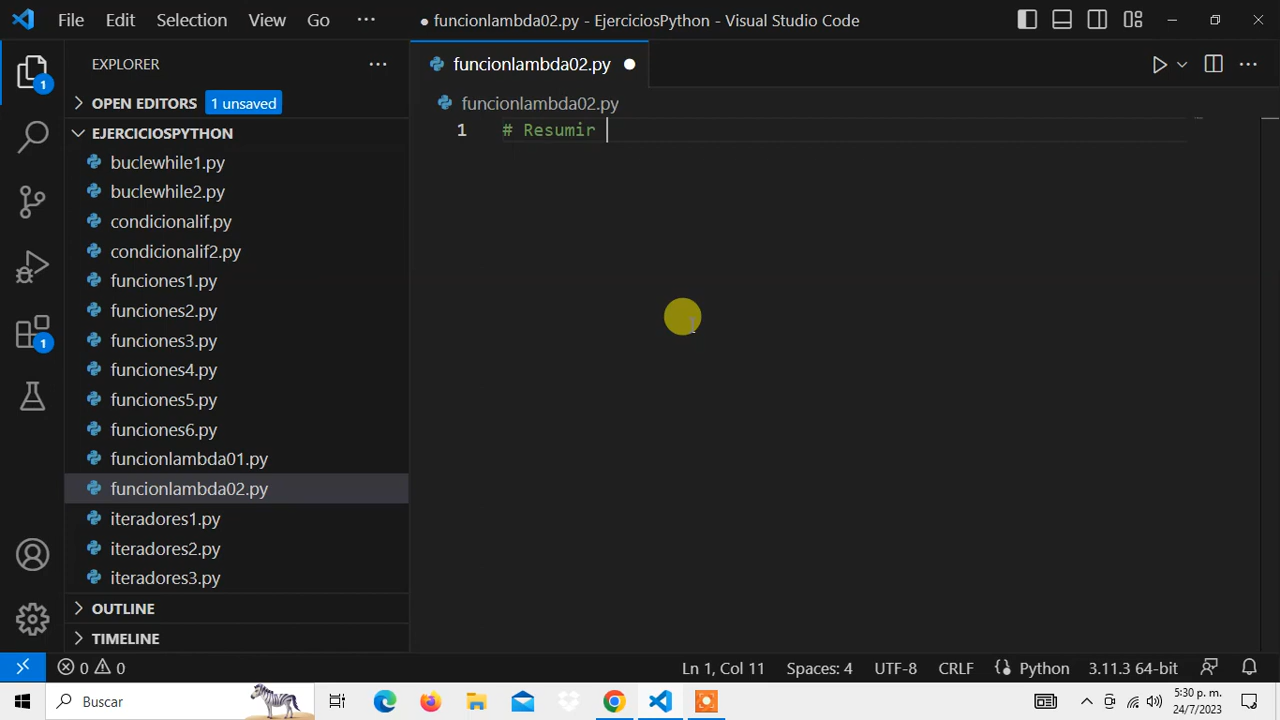 File Edit Selection View Go ··· ● funcionlambda02.py - EjerciciosPython - Visual Studio Code
EXPLORER ···
OPEN EDITORS 1 unsaved
EJERCICIOSPYTHON
buclewhile1.py
buclewhile2.py
condicionalif.py
condicionalif2.py
funciones1.py
funciones2.py
funciones3.py
funciones4.py
funciones5.py
funciones6.py
funcionlambda01.py
funcionlambda02.py
iteradores1.py
iteradores2.py
iteradores3.py
OUTLINE
TIMELINE
1
1
funcionlambda02.py
funcionlambda02.py
1 # Resumir
0 0 Ln 1, Col 11 Spaces: 4 UTF-8 CRLF Python 3.11.3 64-bit
Buscar
5:30 p. m.
24/7/2023